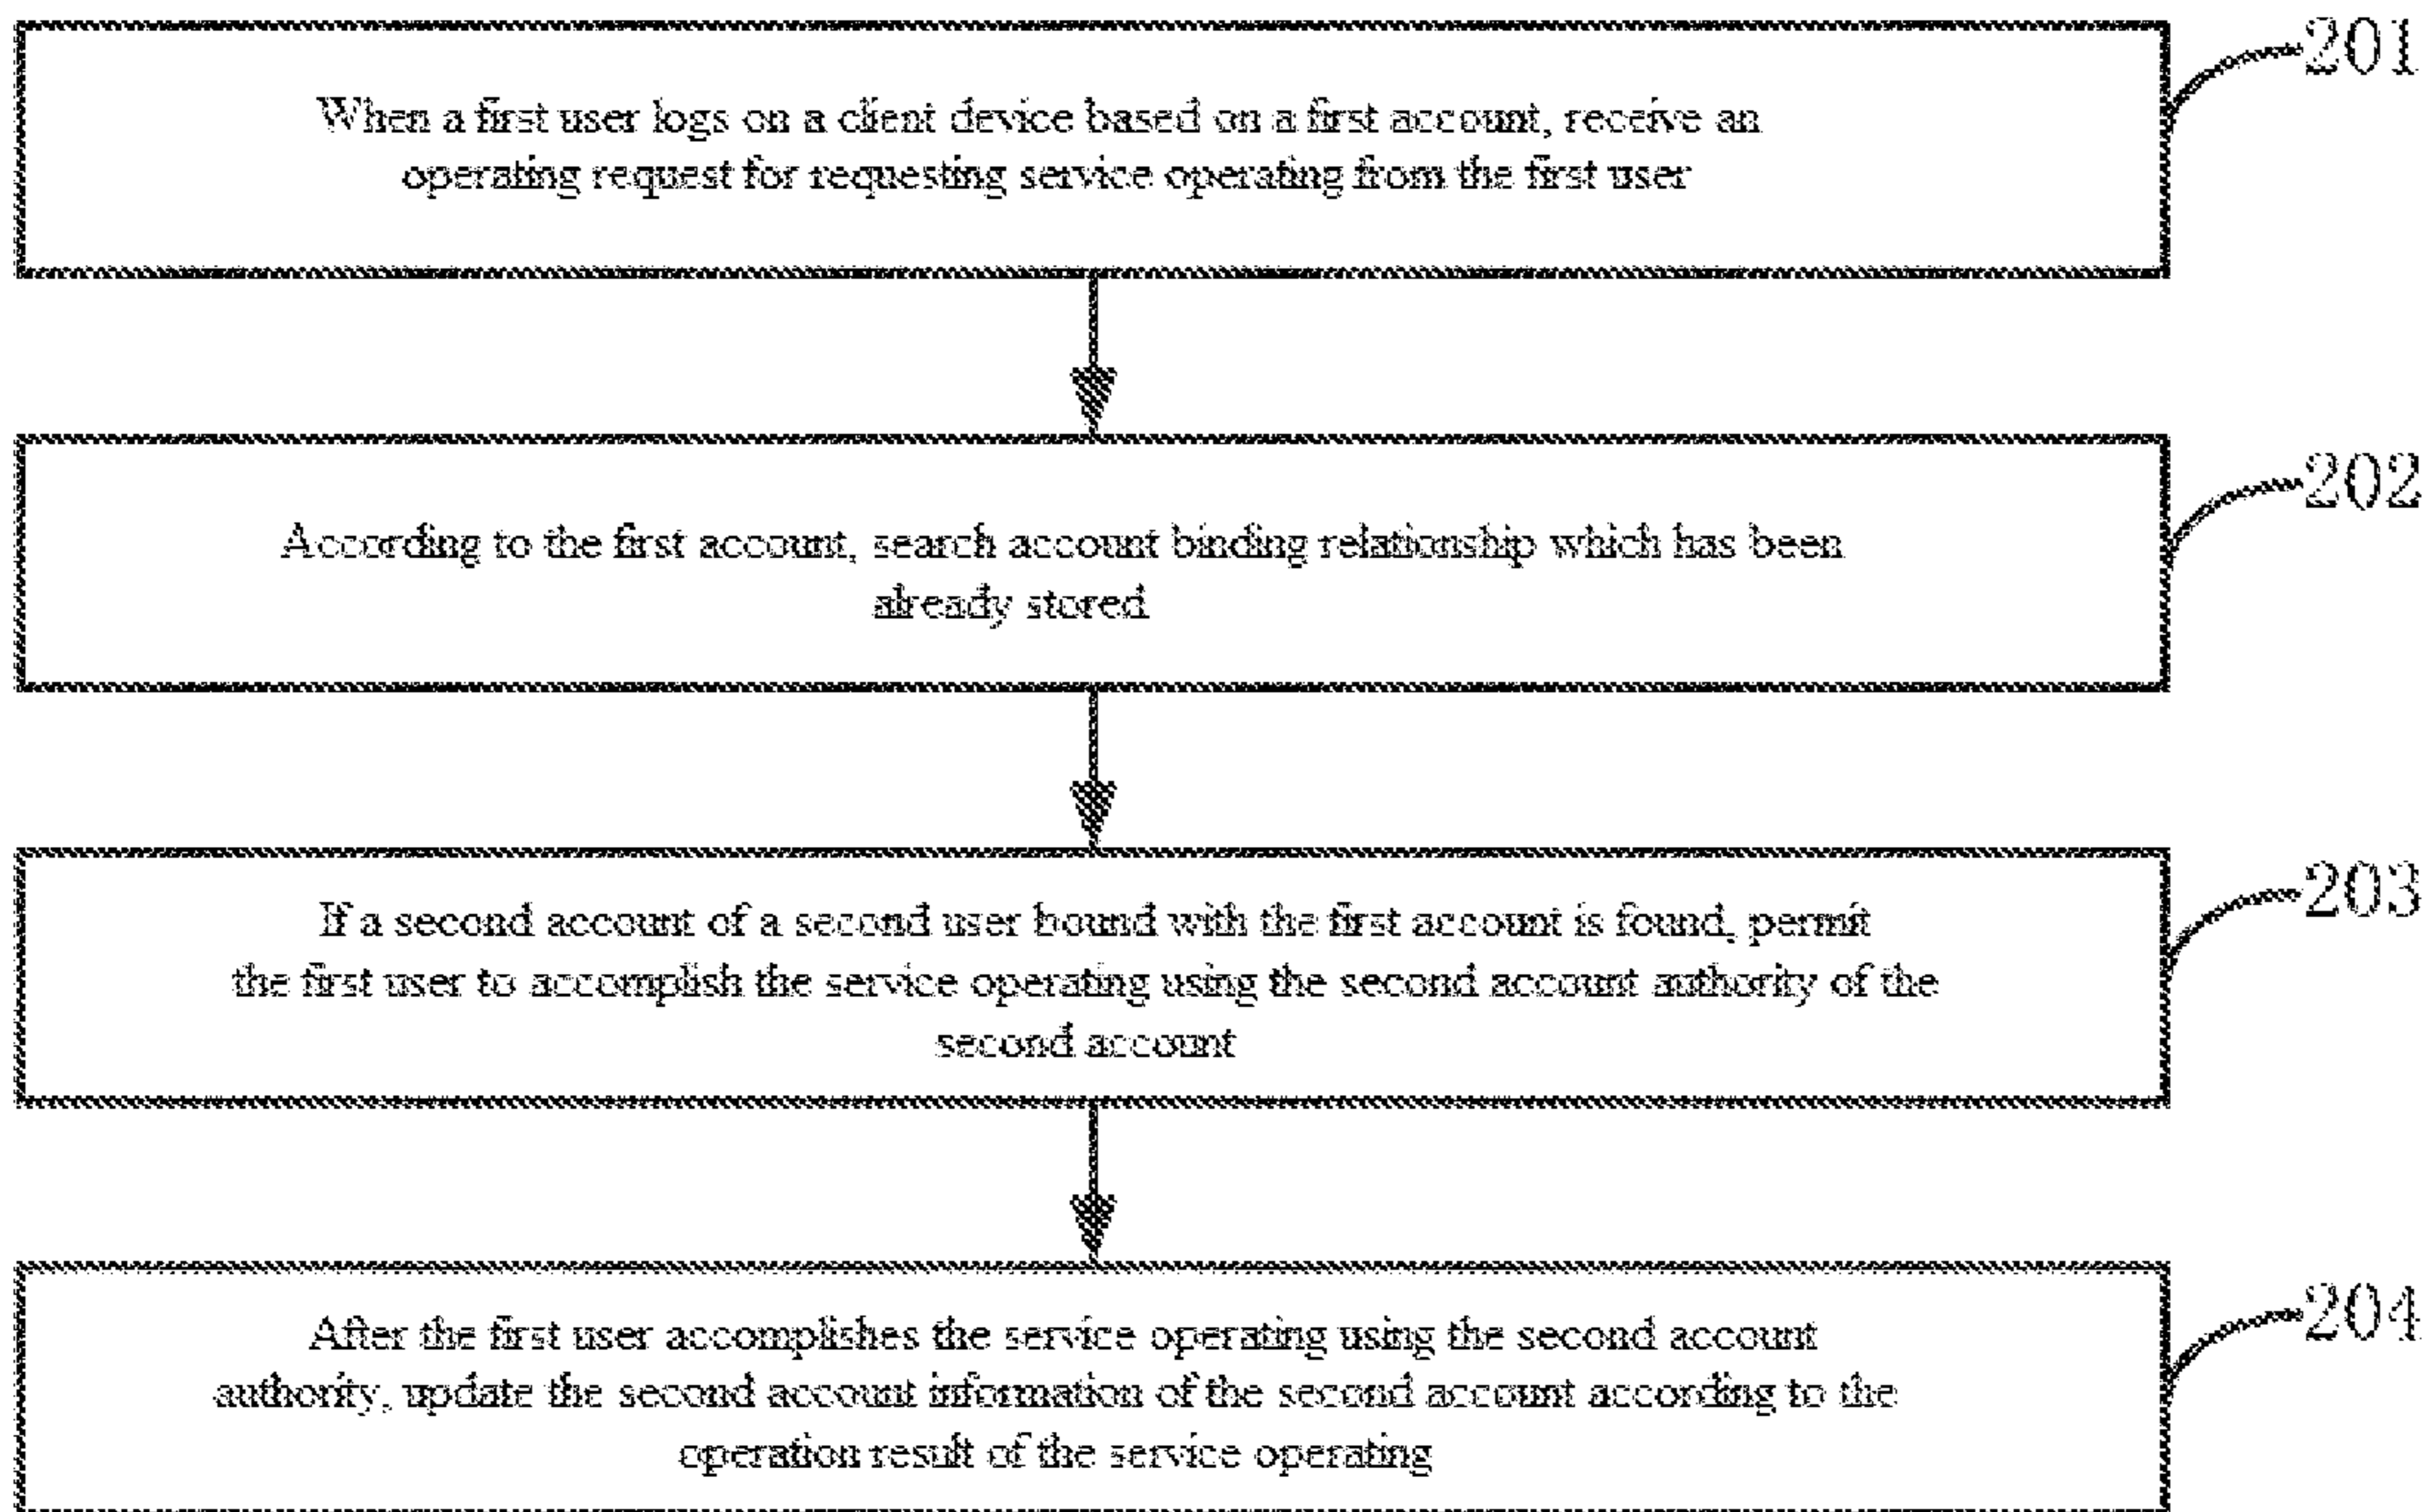 201
When a first user logs on a client device based on a first account, receive an
operating request for requesting service operating from the first user
202
According to the first account, search account binding relationship which has been
already stored
203
If a second account of a second user bound with the first account is found, permit
the first user to accomplish the service operating using the second account authority of the
second account
204
After the first user accomplishes the service operating using the second account
authority, update the second account information of the second account according to the
operation result of the service operating